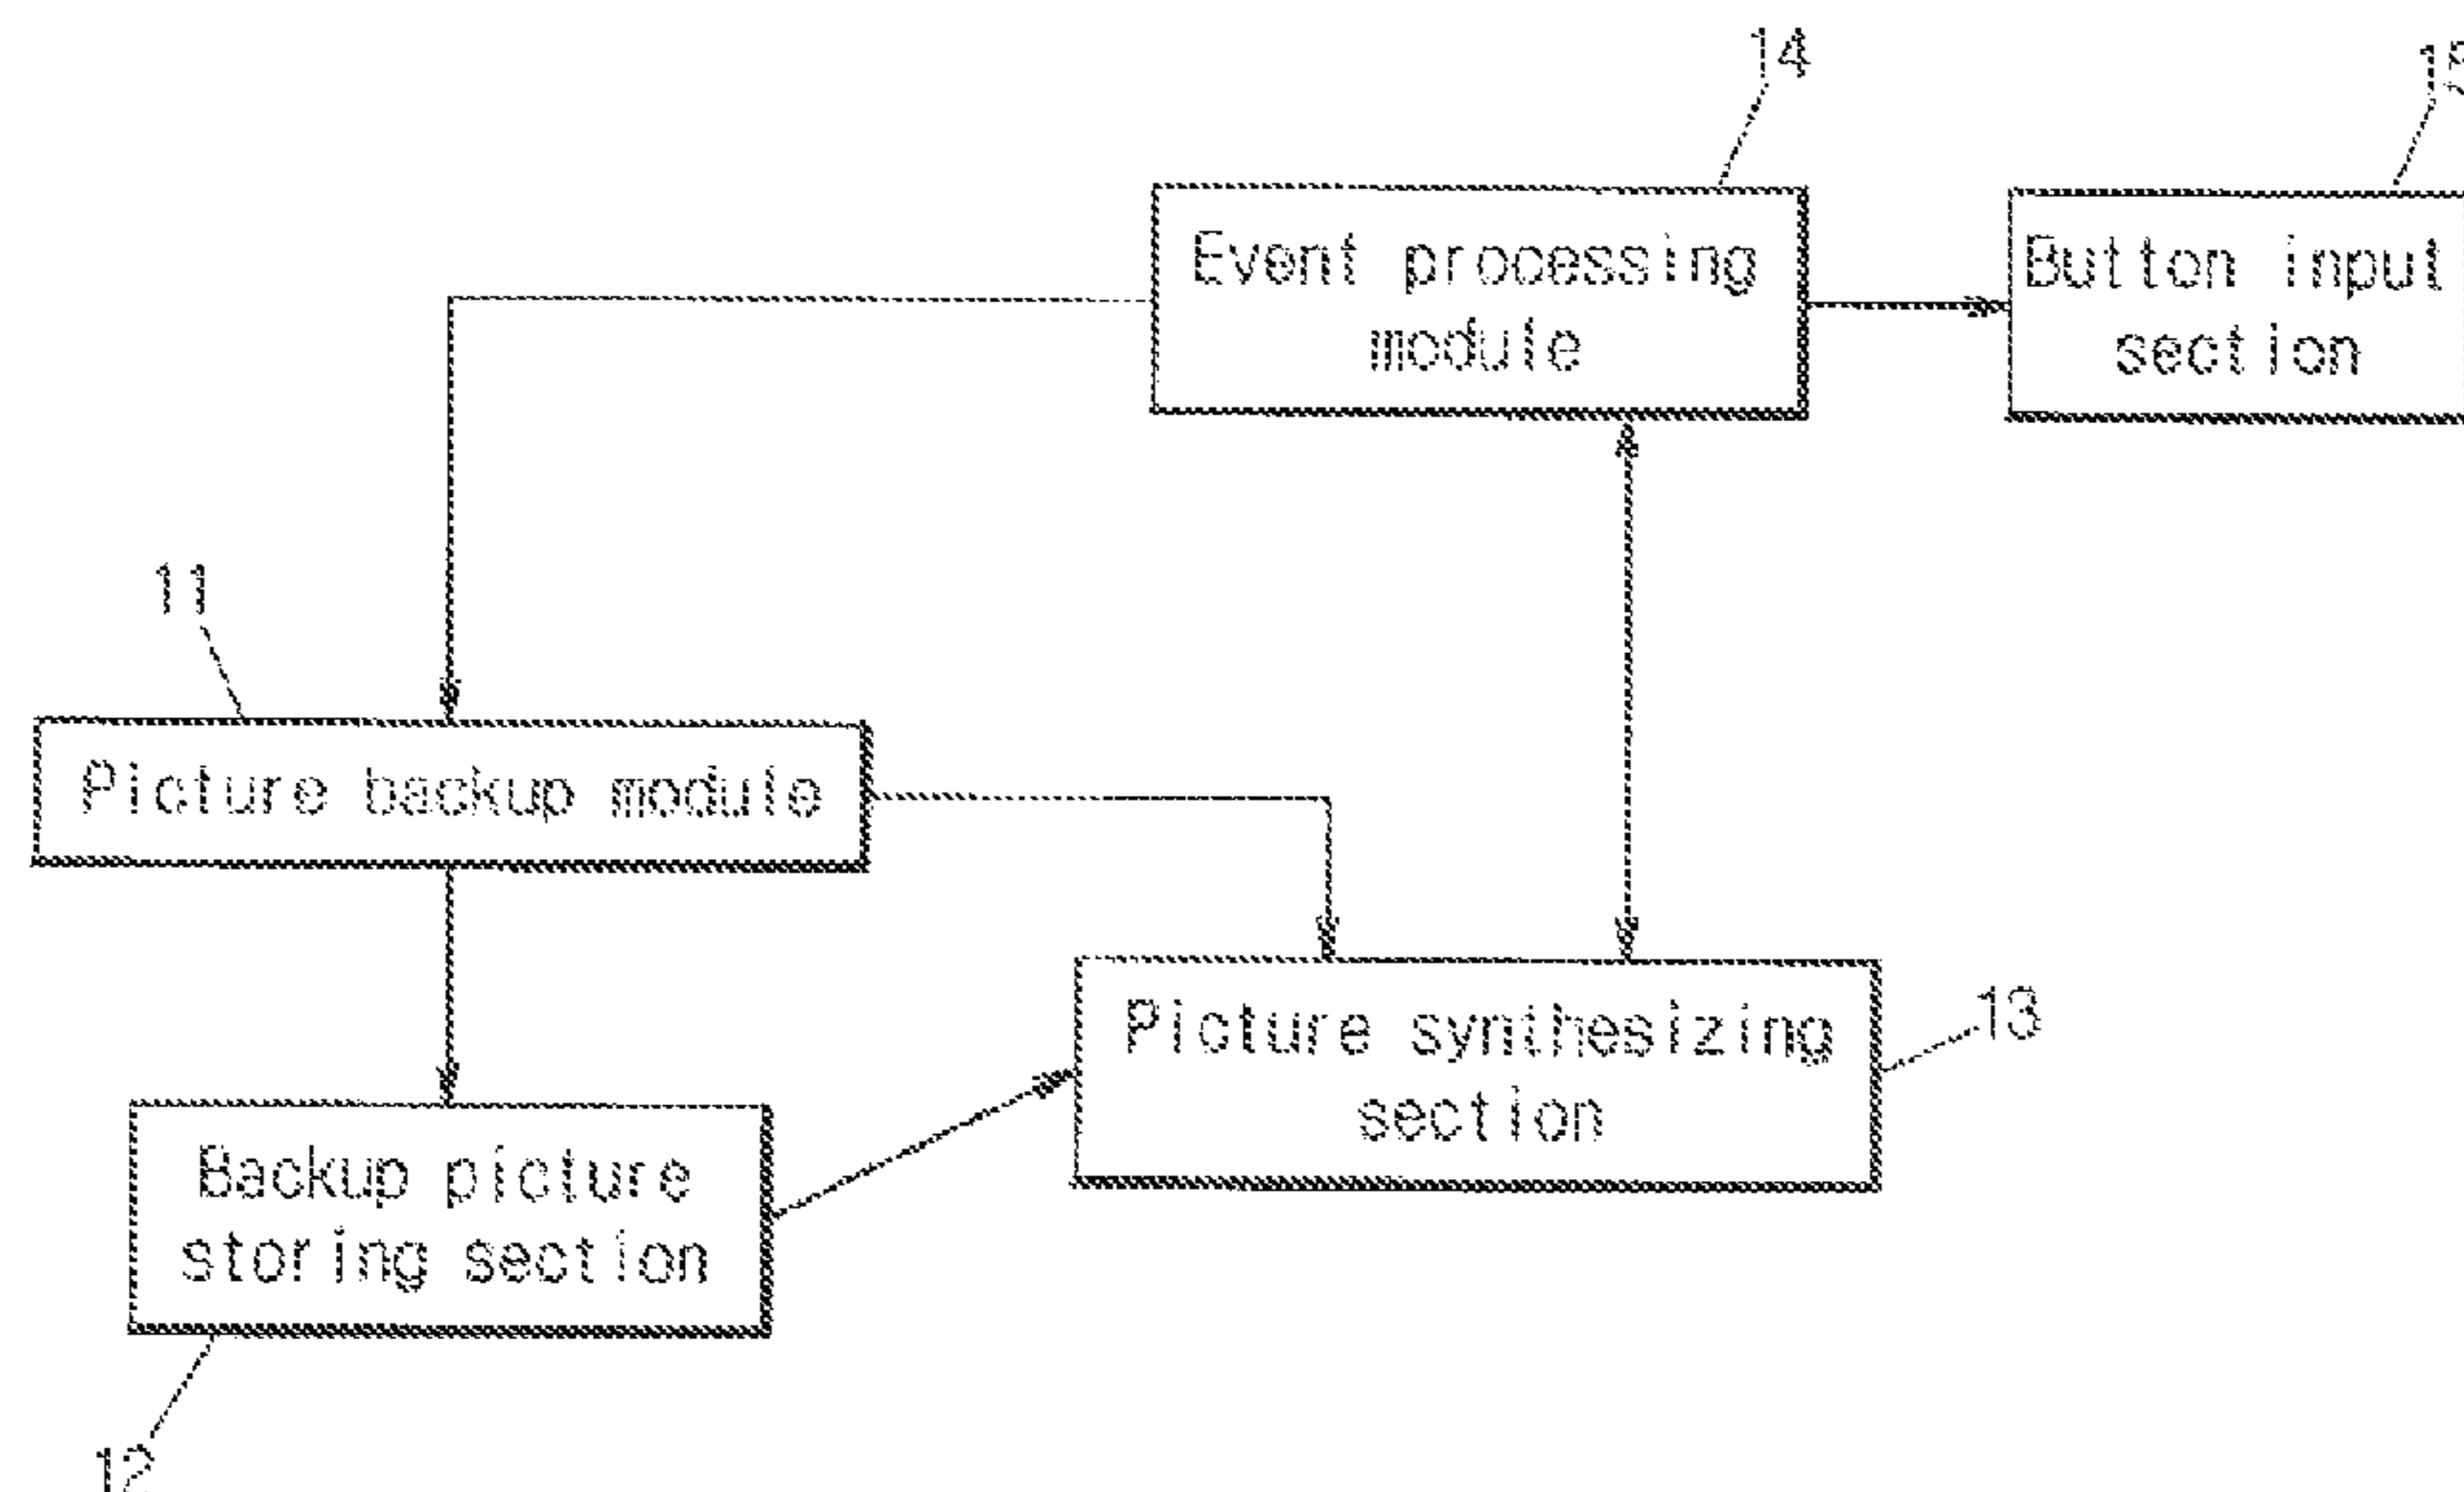 14
15
Event processing
module
Button input
section
11
Picture backup module
Picture synthesizing
section
13
Backup picture
storing section
12